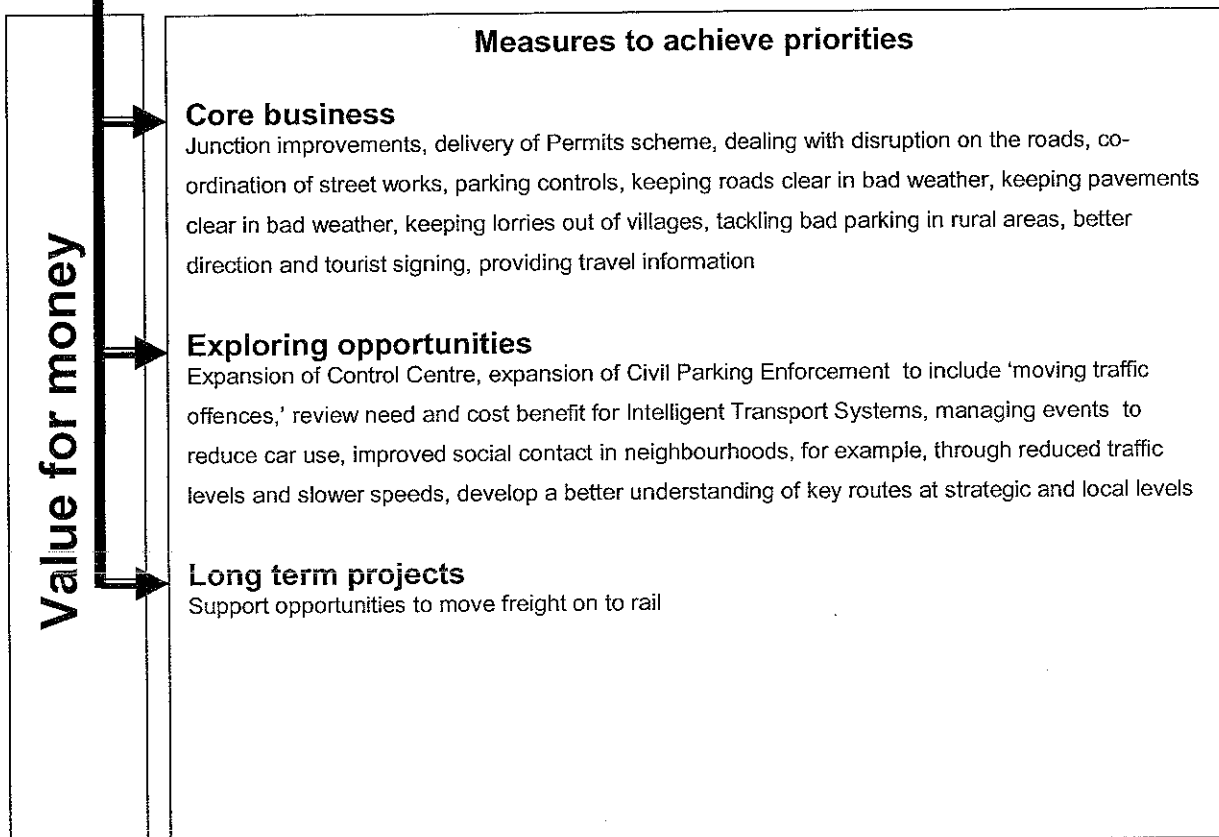 Value for money
Measures to achieve priorities
Core business
Junction improvements, delivery of Permits scheme, dealing with disruption on the roads, co-
ordination of street works, parking controls, keeping roads clear in bad weather, keeping pavements
clear in bad weather, keeping lorries out of villages, tackling bad parking in rural areas, better
direction and tourist signing, providing travel information
Exploring opportunities
Expansion of Control Centre, expansion of Civil Parking Enforcement to include ‘moving traffic
offences,’ review need and cost benefit for Intelligent Transport Systems, managing events to
reduce car use, improved social contact in neighbourhoods, for example, through reduced traffic
levels and slower speeds, develop a better understanding of key routes at strategic and local levels
Long term projects
Support opportunities to move freight on to rail